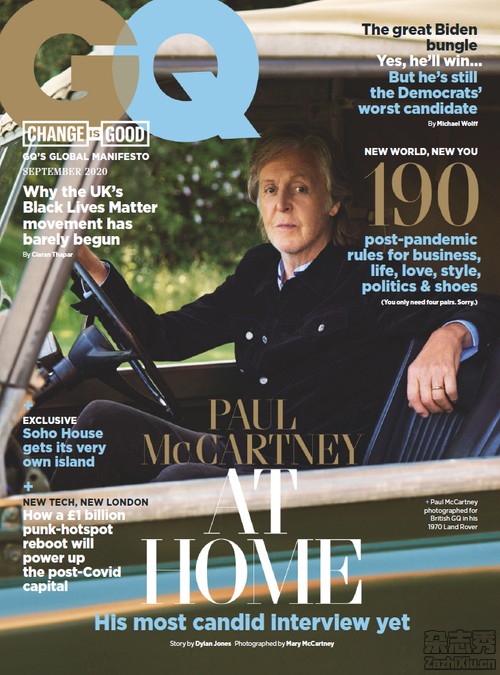 GQ
The great Biden
bungle
Yes, he'll win...
But he's still
the Democrats'
worst candidate
By Michael Wolff
CHANGE IS GOOD
GQ'S GLOBAL MANIFESTO
SEPTEMBER 2020
Why the UK's
Black Lives Matter
movement has
barely begun
By Ciaran Thapar
NEW WORLD, NEW YOU
190
post-pandemic
rules for business,
life, love, style,
politics & shoes
(You only need four pairs. Sorry.)
+
EXCLUSIVE
Soho House
gets its very
own island
+
NEW TECH, NEW LONDON
How a £1 billion
punk-hotspot
reboot will
power up
the post-Covid
capital
PAUL
McCARTNEY
AT
HOME
His most candid interview yet
Story by Dylan Jones Photographed by Mary McCartney
+ Paul McCartney
photographed for
British GQ in his
1970 Land Rover
杂志秀
ZazhiXiu.cn